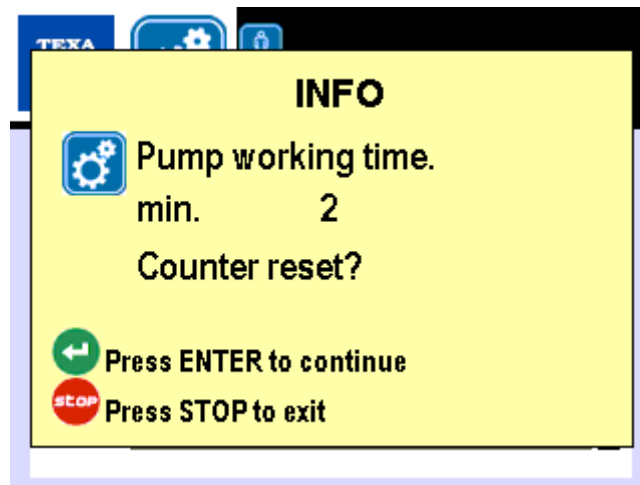 TEXA
INFO
Pump working time.
min. 2
Counter reset?
Press ENTER to continue
STOP Press STOP to exit